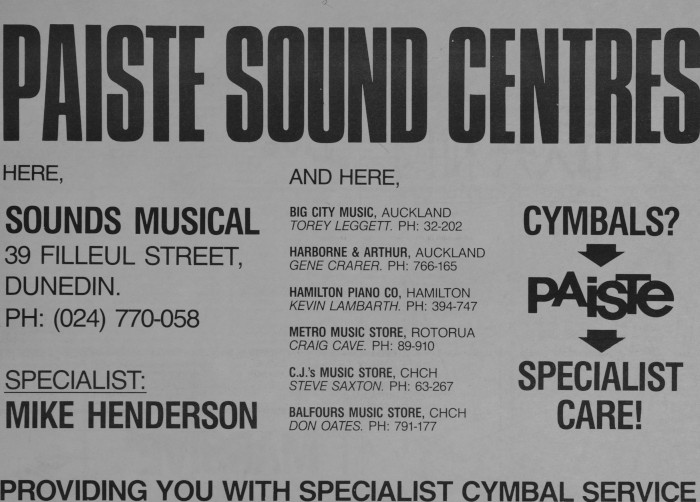 PAISTE SOUND CENTRES
HERE,
SOUNDS MUSICAL
39 FILLEUL STREET,
DUNEDIN.
PH: (024) 770-058
SPECIALIST:
MIKE HENDERSON
AND HERE,
BIG CITY MUSIC, AUCKLAND
TOREY LEGGETT. PH: 32-202
HARBORNE & ARTHUR, AUCKLAND
GENE CRARER. PH: 766-165
HAMILTON PIANO CO, HAMILTON
KEVIN LAMBARTH. PH: 394-747
METRO MUSIC STORE, ROTORUA
CRAIG CAVE. PH: 89-910
C.J.'s MUSIC STORE, CHCH
STEVE SAXTON. PH: 63-267
BALFOURS MUSIC STORE, CHCH
DON OATES. PH: 791-177
CYMBALS?
PAiSTe
SPECIALIST
CARE!
PROVIDING YOU WITH SPECIALIST CYMBAL SERVICE